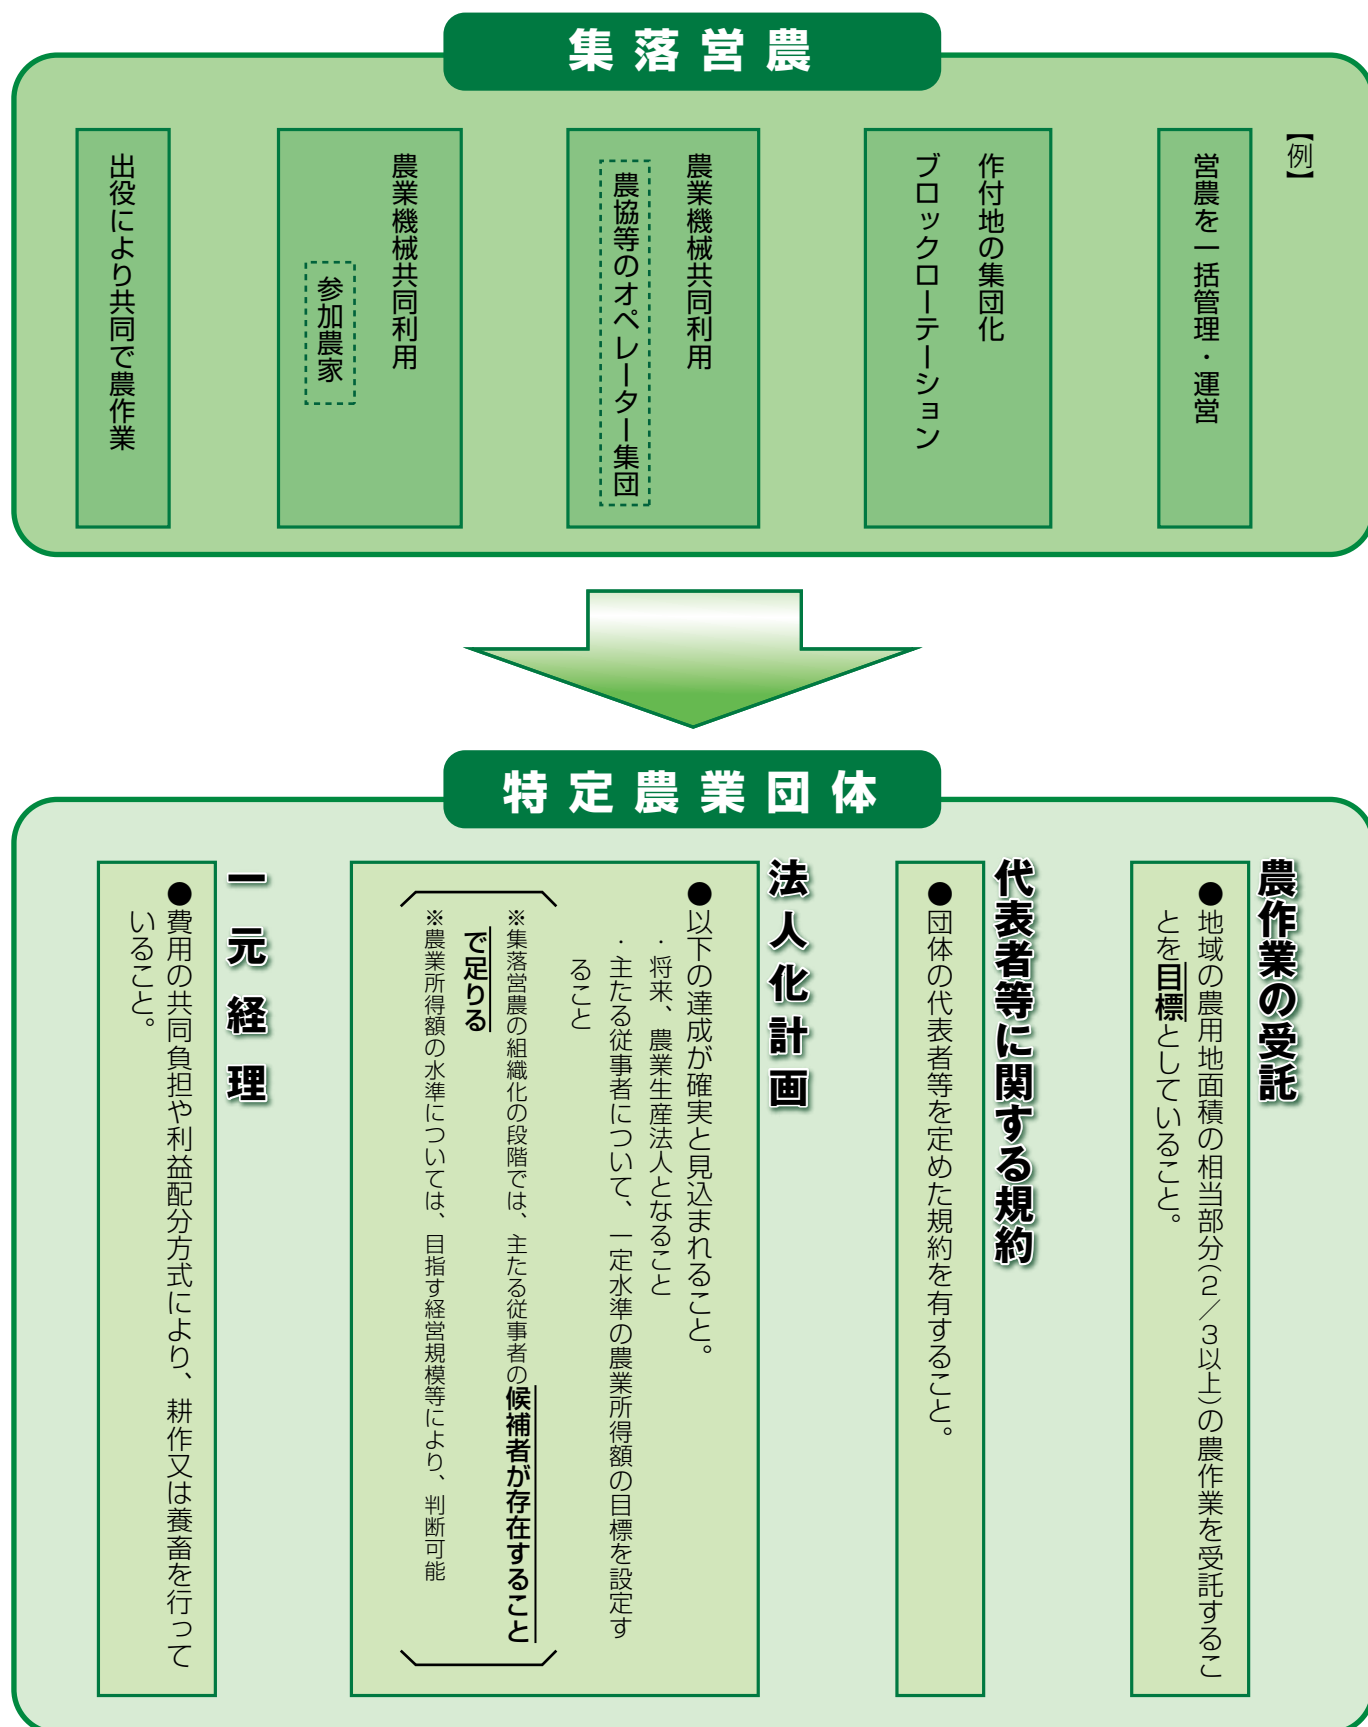 集落営農
【例】
営農を一括管理・運営
作付地の集団化
ブロックローテーション
農業機械共同利用
農協等のオペレーター集団
農業機械共同利用
参加農家
出役により共同で農作業
特定農業団体
農作業の受託
●地域の農用地面積の相当部分(2/3以上)の農作業を受託するこ
とを目標としていること。
代表者等に関する規約
●団体の代表者等を定めた規約を有すること。
法人化計画
●以下の達成が確実と見込まれること。
・将来、農業生産法人となること
・主たる従事者について、一定水準の農業所得額の目標を設定す
ること
※集落営農の組織化の段階では、主たる従事者の候補者が存在すること
で足りる
※農業所得額の水準については、目指す経営規模等により、判断可能
一元経理
●費用の共同負担や利益配分方式により、耕作又は養畜を行って
いること。